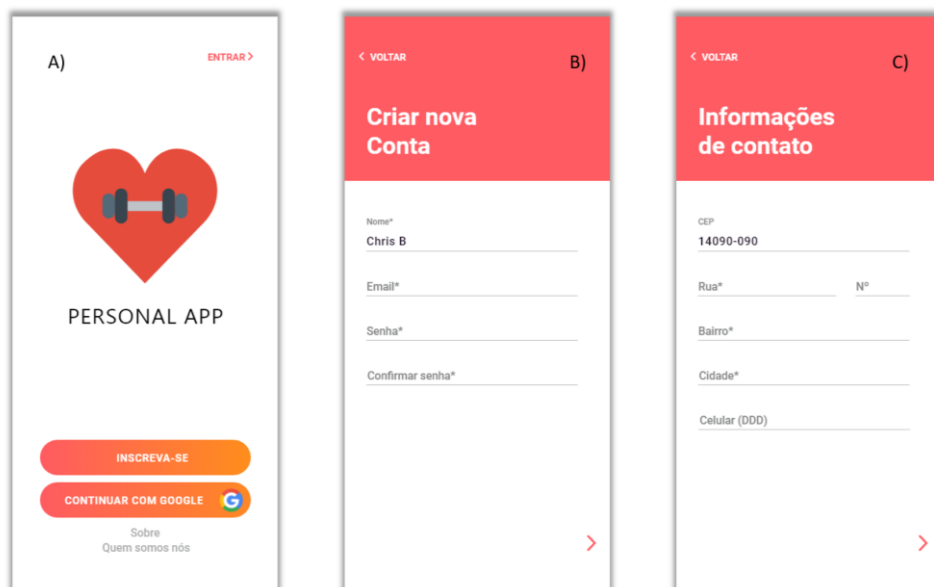 A)
ENTRAR >
PERSONAL APP
INSCREVA-SE
CONTINUAR COM GOOGLE G
Sobre
Quem somos nós
< VOLTAR
B)
Criar nova
Conta
Nome*
Chris B
Email*
Senha*
Confirmar senha*
>
< VOLTAR
C)
Informações
de contato
CEP
14090-090
Rua* Nº
Bairro*
Cidade*
Celular (DDD)
>